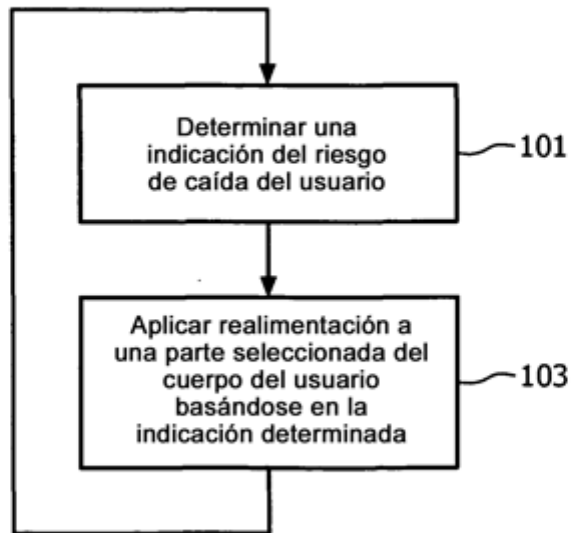 Determinar una
indicación del riesgo
de caída del usuario
101
Aplicar realimentación a
una parte seleccionada del
cuerpo del usuario
basándose en la
indicación determinada
103